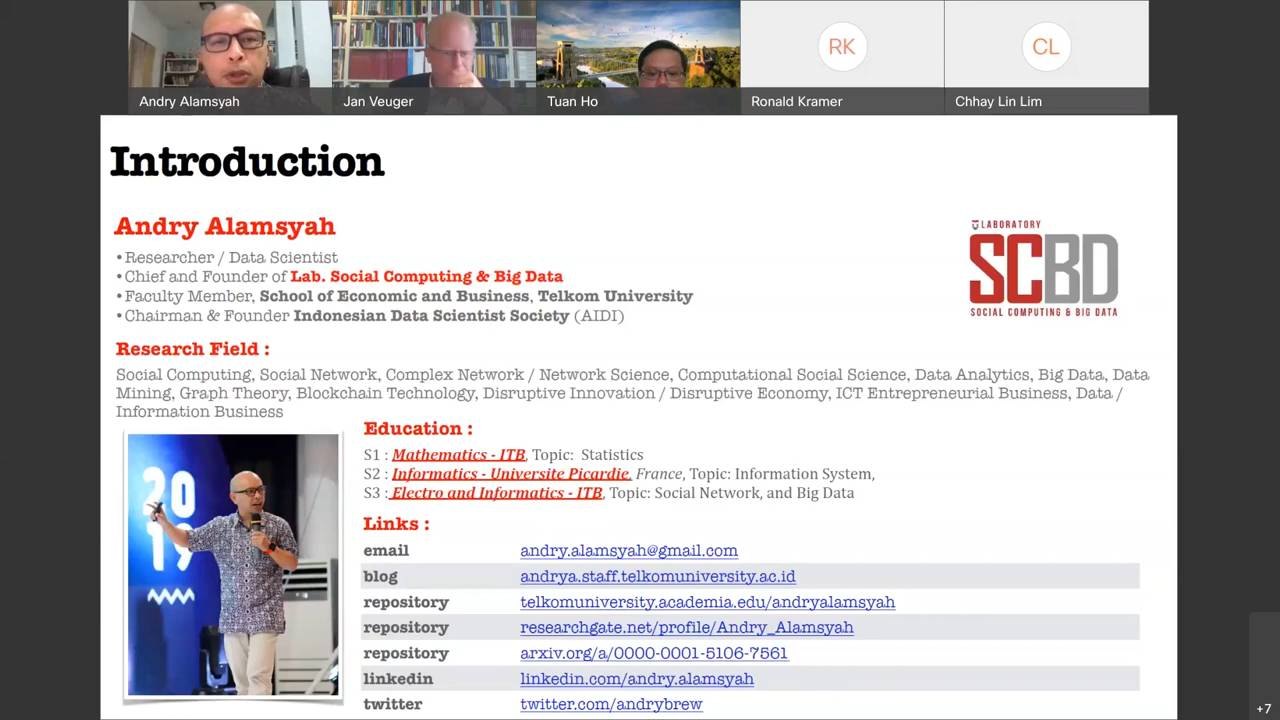 RK
CL
Andry Alamsyah
Jan Veuger
Tuan Ho
Ronald Kramer
Chhay Lin Lim
Introduction
Andry Alamsyah
•Researcher / Data Scientist
•Chief and Founder of Lab. Social Computing & Big Data
•Faculty Member, School of Economic and Business, Telkom University
•Chairman & Founder Indonesian Data Scientist Society (AIDI)
LABORATORY
SCBD
SOCIAL COMPUTING & BIG DATA
Research Field :
Social Computing, Social Network, Complex Network / Network Science, Computational Social Science, Data Analytics, Big Data, Data
Mining, Graph Theory, Blockchain Technology, Disruptive Innovation / Disruptive Economy, ICT Entrepreneurial Business, Data /
Information Business
20
19
Education :
S1 : Mathematics - ITB, Topic: Statistics
S2 : Informatics - Universite Picardie, France, Topic: Information System,
S3 : Electro and Informatics - ITB, Topic: Social Network, and Big Data
Links :
email andry.alamsyah@gmail.com
blog andrya.staff.telkomuniversity.ac.id
repository telkomuniversity.academia.edu/andryalamsyah
repository researchgate.net/profile/Andry_Alamsyah
repository arxiv.org/a/0000-0001-5106-7561
linkedin linkedin.com/andry.alamsyah
twitter twitter.com/andrybrew
+7